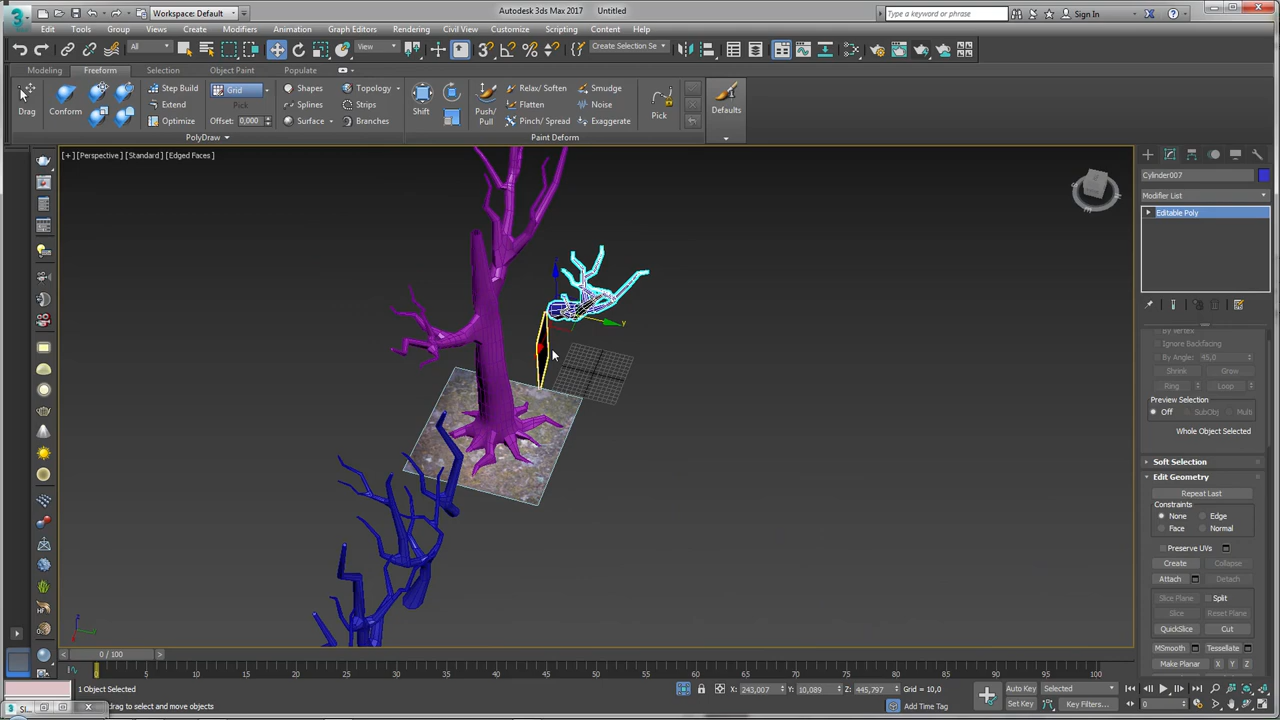 Workspace: Default
Autodesk 3ds Max 2017    Untitled
Type a keyword or phrase
Sign In
Edit  Tools  Group  Views  Create  Modifiers  Animation  Graph Editors  Rendering  Civil View  Customize  Scripting  Content  Help
All
View
Create Selection Se
Modeling  Freeform  Selection  Object Paint  Populate
Drag
Conform
Step Build
Extend
Optimize
Grid
Pick
Offset: 0,000
Shapes
Splines
Surface
Topology
Strips
Branches
Shift
Push/
Pull
Relax/ Soften
Flatten
Pinch/ Spread
Smudge
Noise
Exaggerate
Pick
Defaults
PolyDraw
Paint Deform
[+] [Perspective] [Standard] [Edged Faces]
y
z
Cylinder007
Modifier List
Editable Poly
By Vertex
Ignore Backfacing
By Angle: 45,0
Shrink  Grow
Ring  Loop
Preview Selection
Off  SubObj  Multi
Whole Object Selected
Soft Selection
Edit Geometry
Repeat Last
Constraints
None  Edge
Face  Normal
Preserve UVs
Create  Collapse
Attach  Detach
Slice Plane  Split
Slice  Reset Plane
QuickSlice  Cut
MSmooth  Tessellate
Make Planar  X  Y  Z
0 / 100
0  5  10  15  20  25  30  35  40  45  50  55  60  65  70  75  80  85  90  95  100
1 Object Selected
X: 243,007  Y: 10,089  Z: 445,797  Grid = 10,0
Auto Key  Selected
drag to select and move objects
Add Time Tag
Set Key  Key Filters...
0